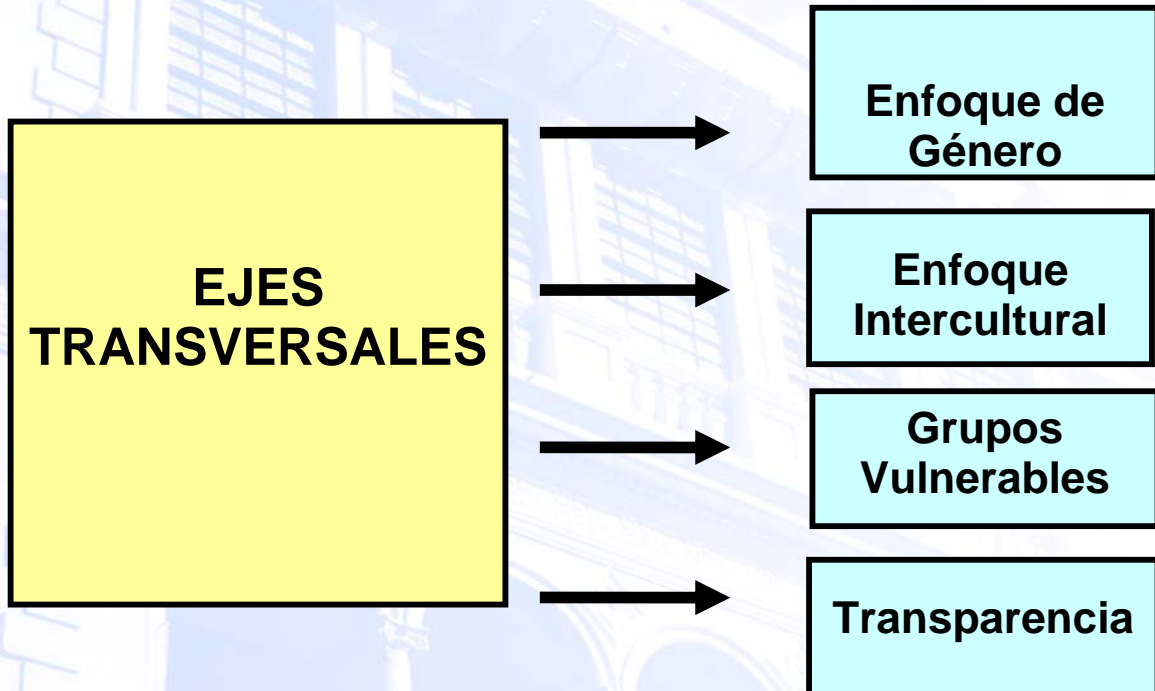 EJES
TRANSVERSALES
Enfoque de
Género
Enfoque
Intercultural
Grupos
Vulnerables
Transparencia